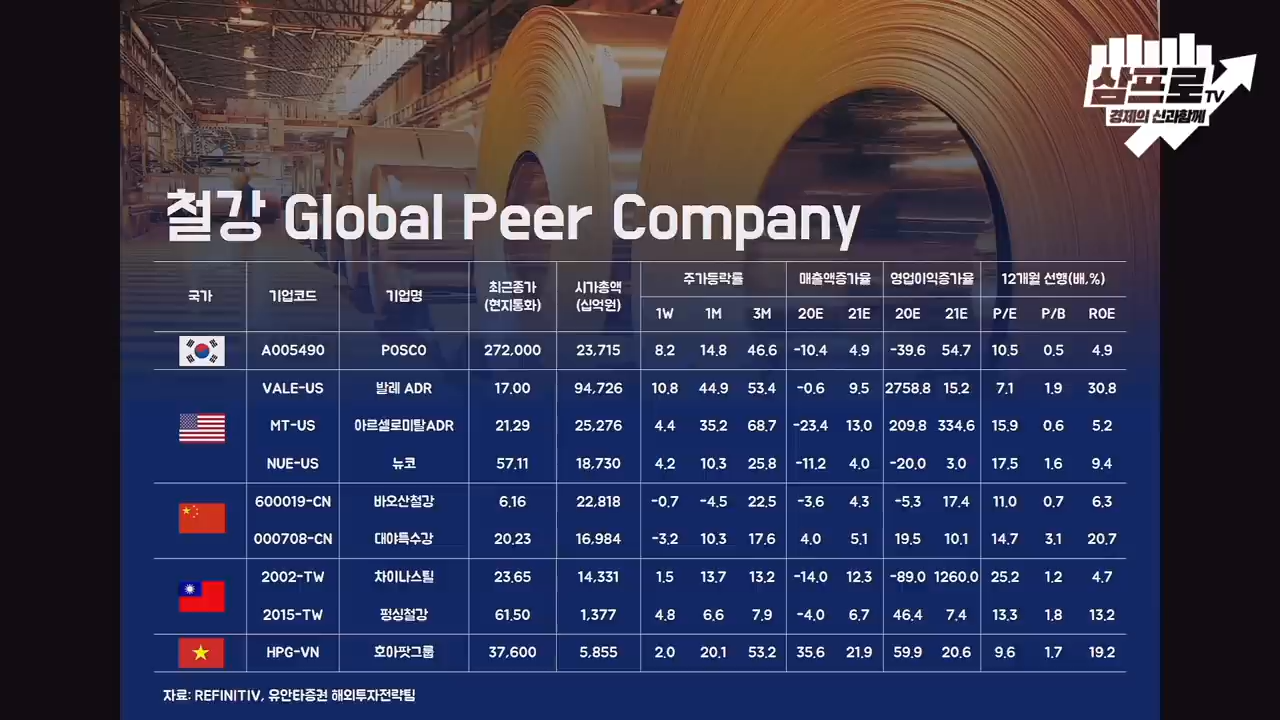 삼프로TV
경제의 신과함께
철강 Global Peer Company
국가 기업코드 기업명 최근종가 (현지통화) 시가총액 (십억원) 주가등락률 매출액증가율 영업이익증가율 12개월 선행(배,%)
1W 1M 3M 20E 21E 20E 21E P/E P/B ROE
A005490 POSCO 272,000 23,715 8.2 14.8 46.6 -10.4 4.9 -39.6 54.7 10.5 0.5 4.9
VALE-US 발레 ADR 17.00 94,726 10.8 44.9 53.4 -0.6 9.5 2758.8 15.2 7.1 1.9 30.8
MT-US 아르셀로미탈ADR 21.29 25,276 4.4 35.2 68.7 -23.4 13.0 209.8 334.6 15.9 0.6 5.2
NUE-US 뉴코 57.11 18,730 4.2 10.3 25.8 -11.2 4.0 -20.0 3.0 17.5 1.6 9.4
600019-CN 바오산철강 6.16 22,818 -0.7 -4.5 22.5 -3.6 4.3 -5.3 17.4 11.0 0.7 6.3
000708-CN 대야특수강 20.23 16,984 -3.2 10.3 17.6 4.0 5.1 19.5 10.1 14.7 3.1 20.7
2002-TW 차이나스틸 23.65 14,331 1.5 13.7 13.2 -14.0 12.3 -89.0 1260.0 25.2 1.2 4.7
2015-TW 펑싱철강 61.50 1,377 4.8 6.6 7.9 -4.0 6.7 46.4 7.4 13.3 1.8 13.2
HPG-VN 호아팟그룹 37,600 5,855 2.0 20.1 53.2 35.6 21.9 59.9 20.6 9.6 1.7 19.2
자료: REFINITIV, 유안타증권 해외투자전략팀